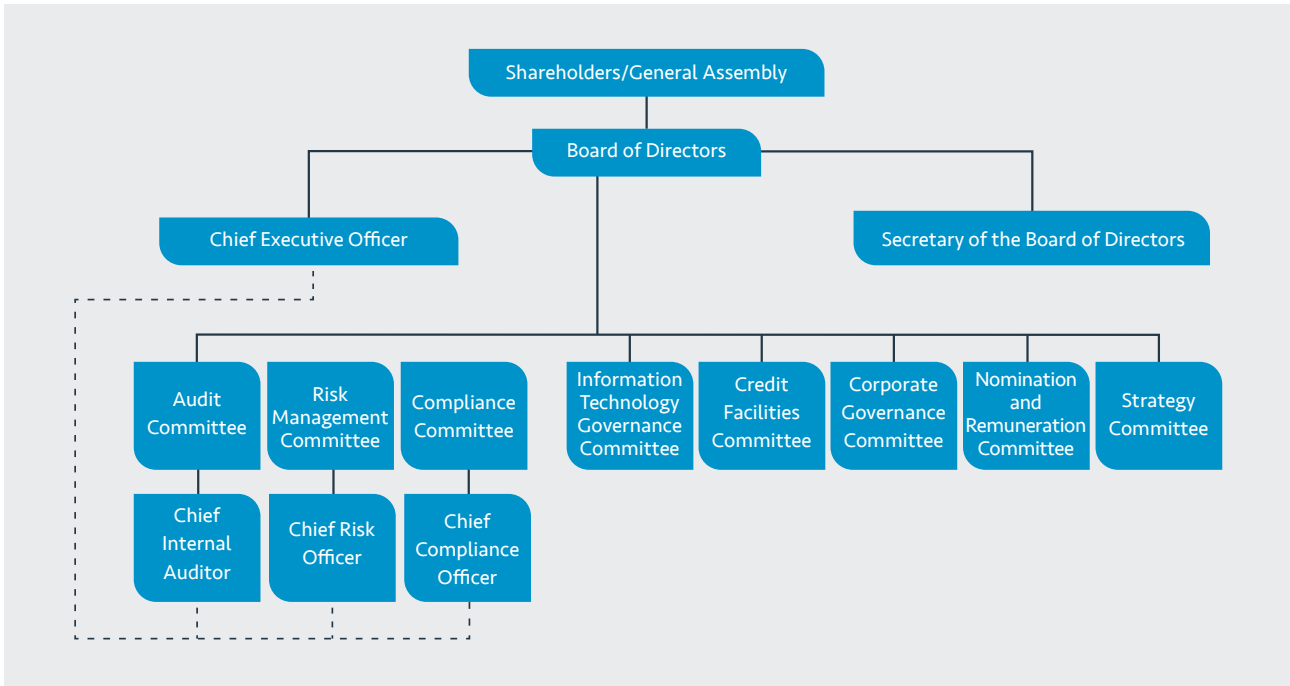 Shareholders/General Assembly
Board of Directors
Chief Executive Officer
Secretary of the Board of Directors
Audit
Committee
Risk
Management
Committee
Compliance
Committee
Information
Technology
Governance
Committee
Credit
Facilities
Committee
Corporate
Governance
Committee
Nomination
and
Remuneration
Committee
Strategy
Committee
Chief
Internal
Auditor
Chief Risk
Officer
Chief
Compliance
Officer